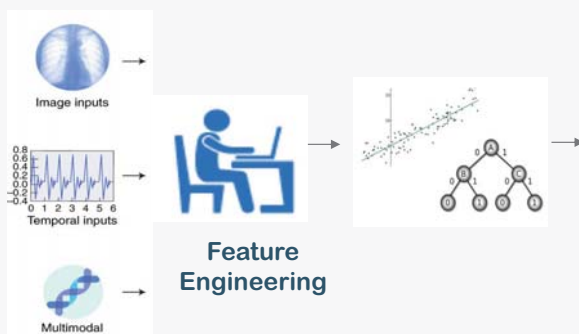 Image inputs
0.8
0.6
0.4
0.2
0
–0.2
–0.4
0 1 2 3 4 5 6
Temporal inputs
Multimodal
Feature
Engineering
A
0 1
B C
0 1 0 1
0 1 0 1